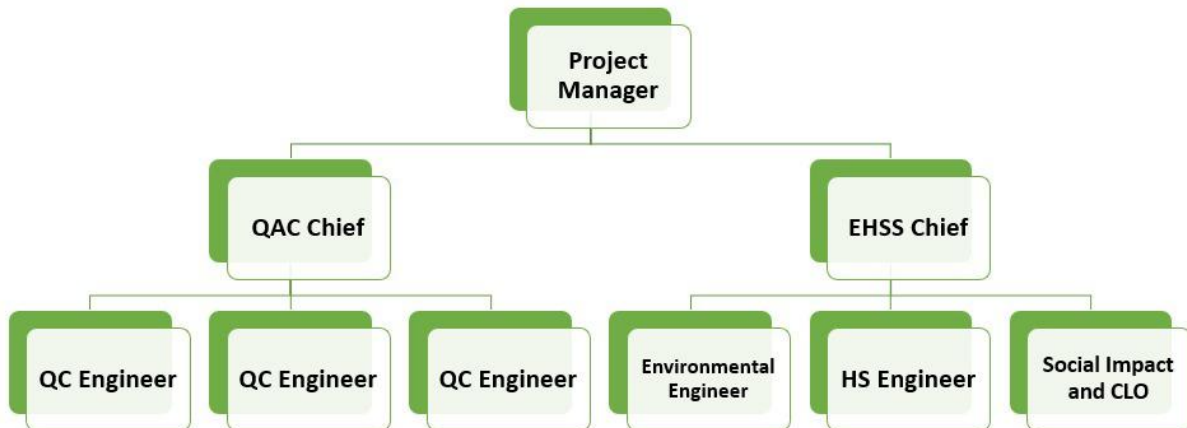 Project
Manager
QAC Chief
EHSS Chief
QC Engineer
QC Engineer
QC Engineer
Environmental
Engineer
HS Engineer
Social Impact
and CLO